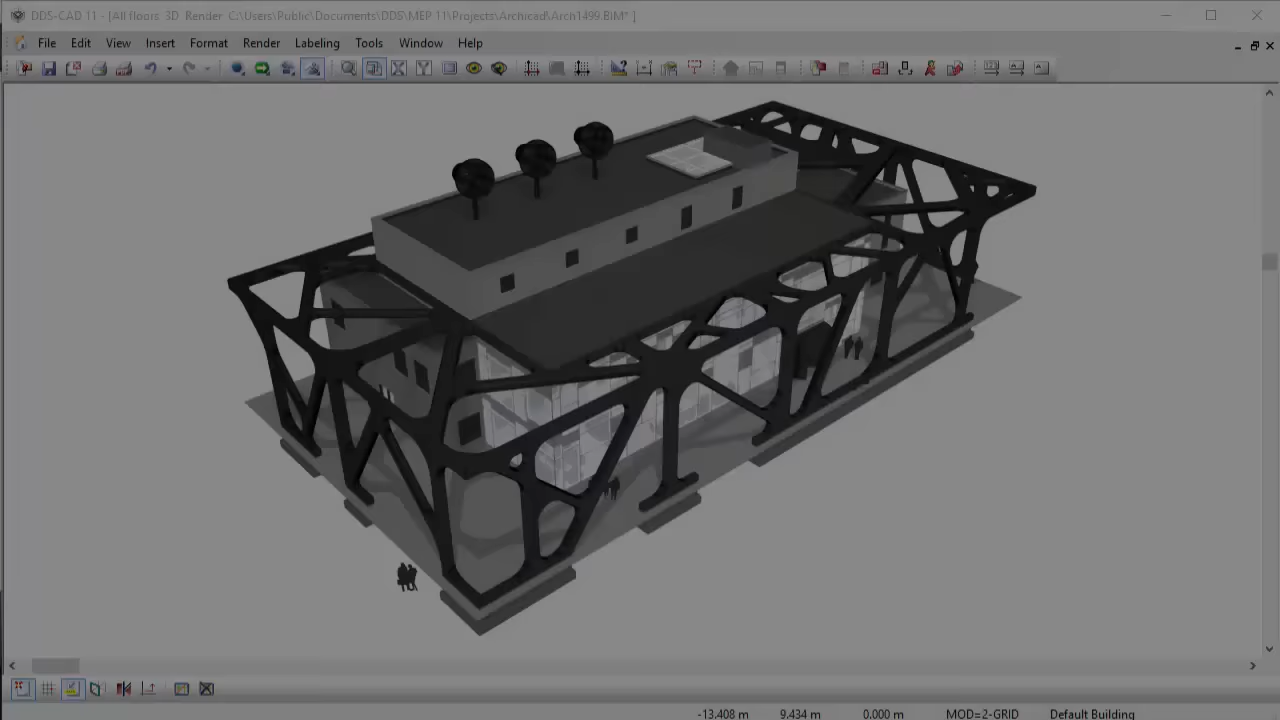 DDS-CAD 11 - [All floors 3D Render C:\Users\Public\Documents\DDS\MEP 11\Projects\Archicad\Arch1499.BIM* ]
File Edit View Insert Format Render Labeling Tools Window Help
-13.408 m 9.434 m 0.000 m MOD=2-GRID Default Building